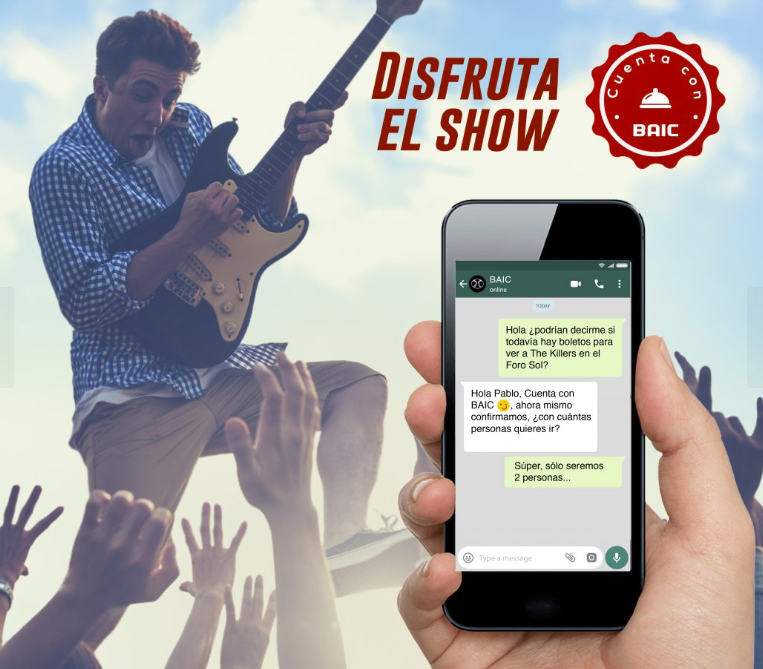 DISFRUTA
EL SHOW
Cuenta con
BAIC
BAIC
online
TODAY
Hola ¿podrían decirme si
todavía hay boletos para
ver a The Killers en el
Foro Sol?
Hola Pablo, Cuenta con
BAIC 😏, ahora mismo
confirmamos, ¿con cuántas
personas quieres ir?
Súper, sólo seremos
2 personas...
Type a message